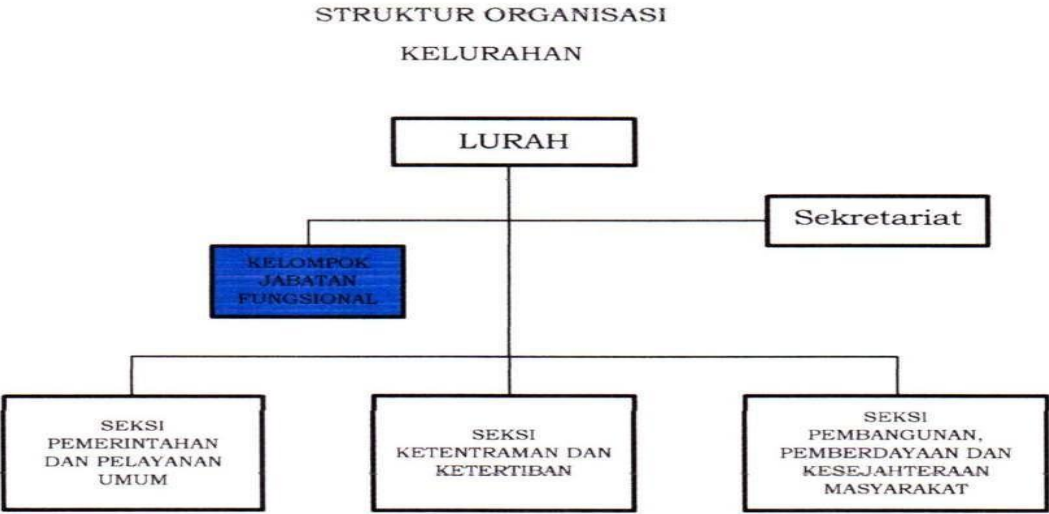 STRUKTUR ORGANISASI
KELURAHAN
LURAH
Sekretariat
KELOMPOK
JABATAN
FUNGSIONAL
SEKSI
PEMERINTAHAN
DAN PELAYANAN
UMUM
SEKSI
KETENTRAMAN DAN
KETERTIBAN
SEKSI
PEMBANGUNAN,
PEMBERDAYAAN DAN
KESEJAHTERAAN
MASYARAKAT